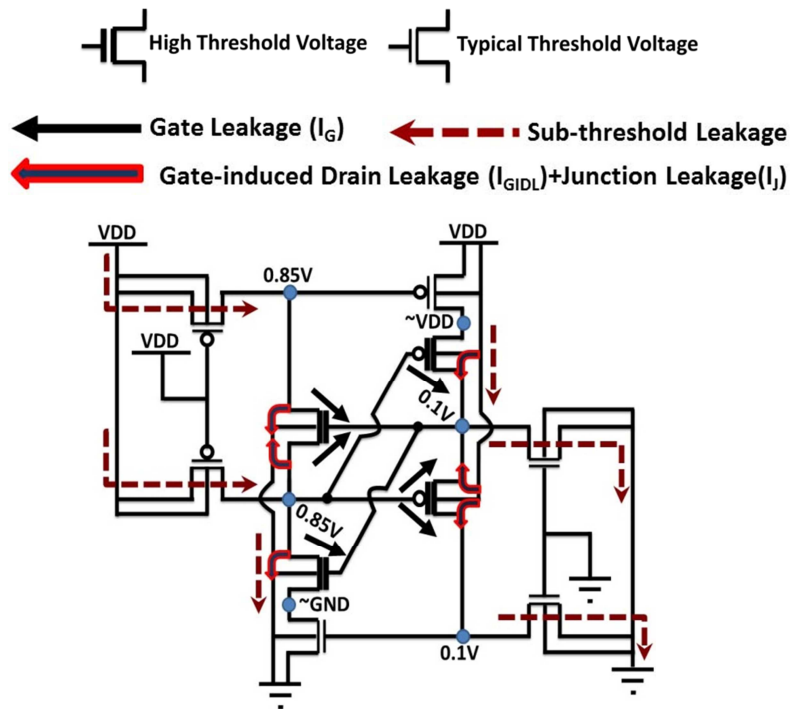 High Threshold Voltage
Typical Threshold Voltage
Gate Leakage (IG)
Sub-threshold Leakage
Gate-induced Drain Leakage (IGIDL)+Junction Leakage(IJ)
VDD
VDD
0.85V
~VDD
VDD
0.1V
0.85V
~GND
0.1V